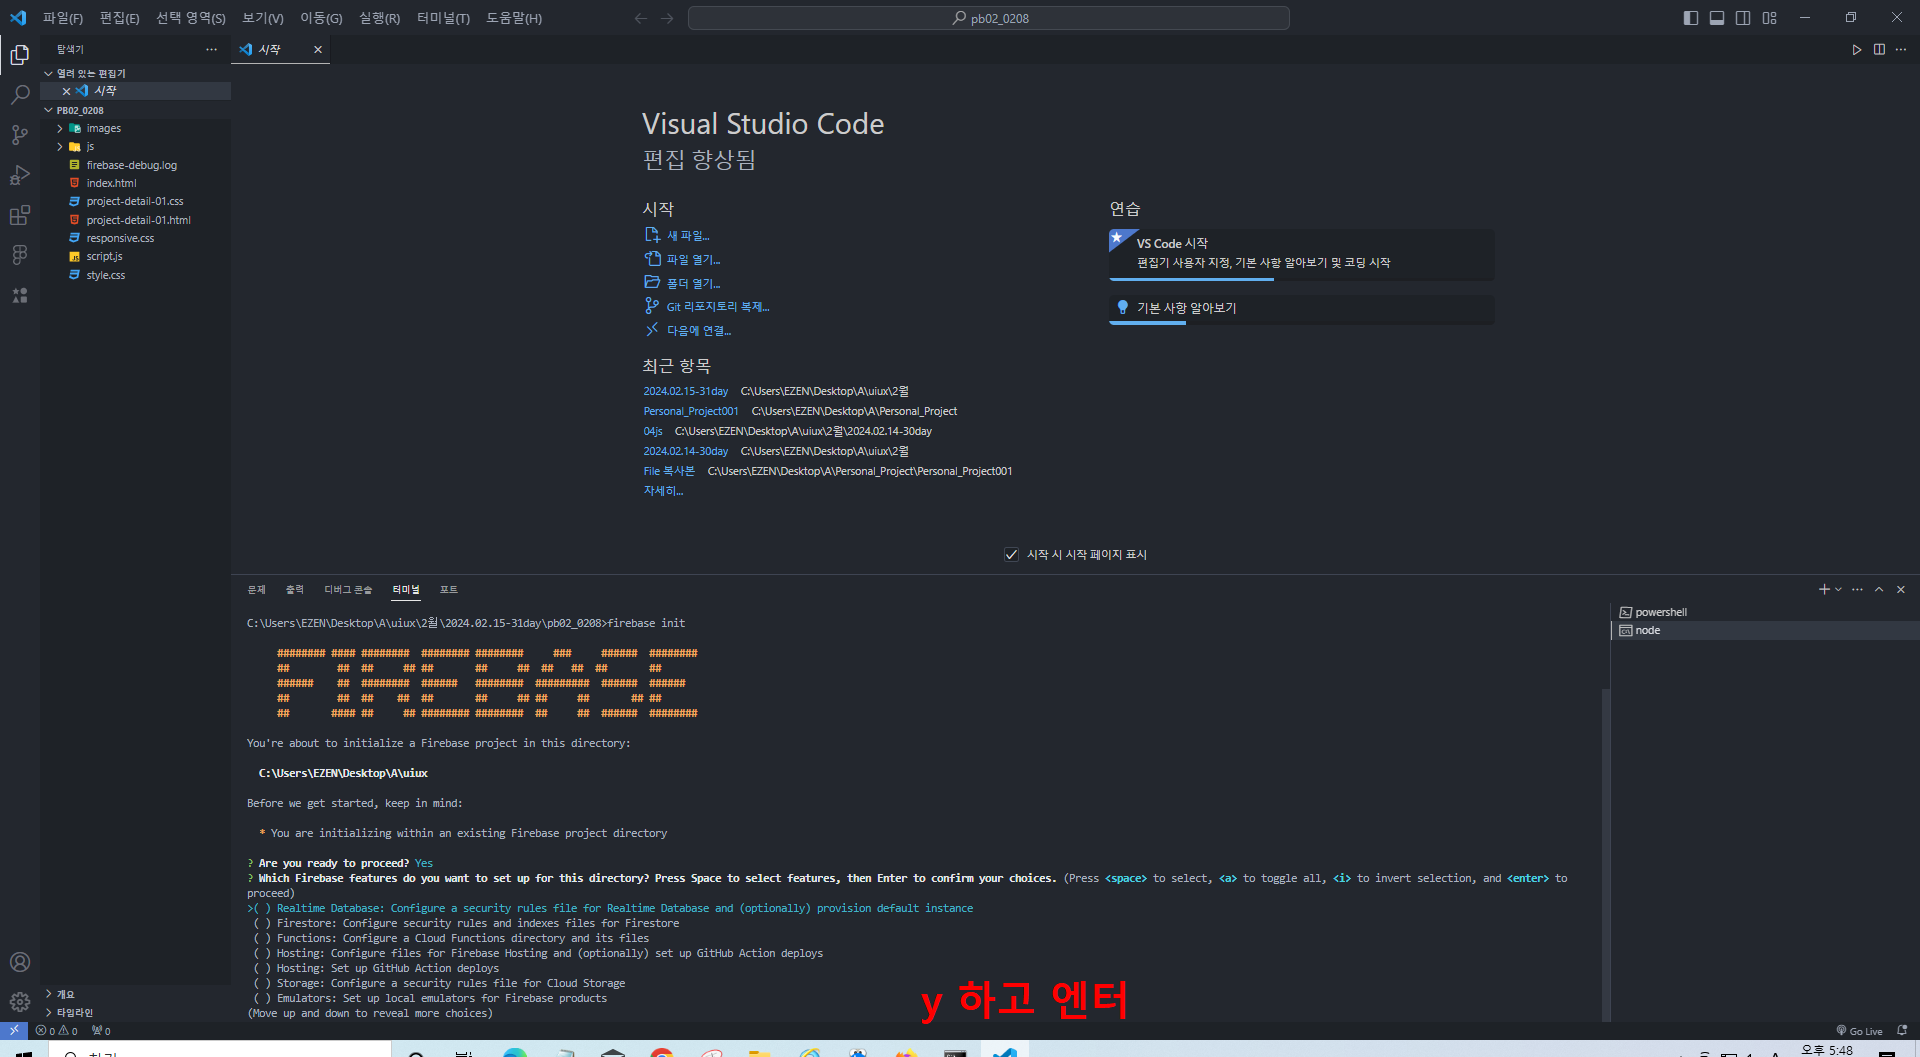 파일(F) 편집(E) 선택 영역(S) 보기(V) 이동(G) 실행(R) 터미널(T) 도움말(H)
pb02_0208
탐색기
시작
열려 있는 편집기
시작
PB02_0208
images
js
firebase-debug.log
index.html
project-detail-01.css
project-detail-01.html
responsive.css
script.js
style.css
개요
타임라인
Visual Studio Code
편집 향상됨
시작
새 파일...
파일 열기...
폴더 열기...
Git 리포지토리 복제...
다음에 연결...
최근 항목
2024.02.15-31day C:\Users\EZEN\Desktop\A\uiux\2월
Personal_Project001 C:\Users\EZEN\Desktop\A\Personal_Project
04js C:\Users\EZEN\Desktop\A\uiux\2월\2024.02.14-30day
2024.02.14-30day C:\Users\EZEN\Desktop\A\uiux\2월
File 복사본 C:\Users\EZEN\Desktop\A\Personal_Project\Personal_Project001
자세히...
연습
VS Code 시작
편집기 사용자 지정, 기본 사항 알아보기 및 코딩 시작
기본 사항 알아보기
시작 시 시작 페이지 표시
문제 출력 디버그 콘솔 터미널 포트
powershell
node
C:\Users\EZEN\Desktop\A\uiux\2월\2024.02.15-31day\pb02_0208>firebase init
FIREBASE
You're about to initialize a Firebase project in this directory:
C:\Users\EZEN\Desktop\A\uiux
Before we get started, keep in mind:
* You are initializing within an existing Firebase project directory
? Are you ready to proceed? Yes
? Which Firebase features do you want to set up for this directory? Press Space to select features, then Enter to confirm your choices. (Press <space> to select, <a> to toggle all, <i> to invert selection, and <enter> to
proceed)
>( ) Realtime Database: Configure a security rules file for Realtime Database and (optionally) provision default instance
( ) Firestore: Configure security rules and indexes files for Firestore
( ) Functions: Configure a Cloud Functions directory and its files
( ) Hosting: Configure files for Firebase Hosting and (optionally) set up GitHub Action deploys
( ) Hosting: Set up GitHub Action deploys
( ) Storage: Configure a security rules file for Cloud Storage
( ) Emulators: Set up local emulators for Firebase products
(Move up and down to reveal more choices)
y 하고 엔터
0 0 0
Go Live
오후 5:48